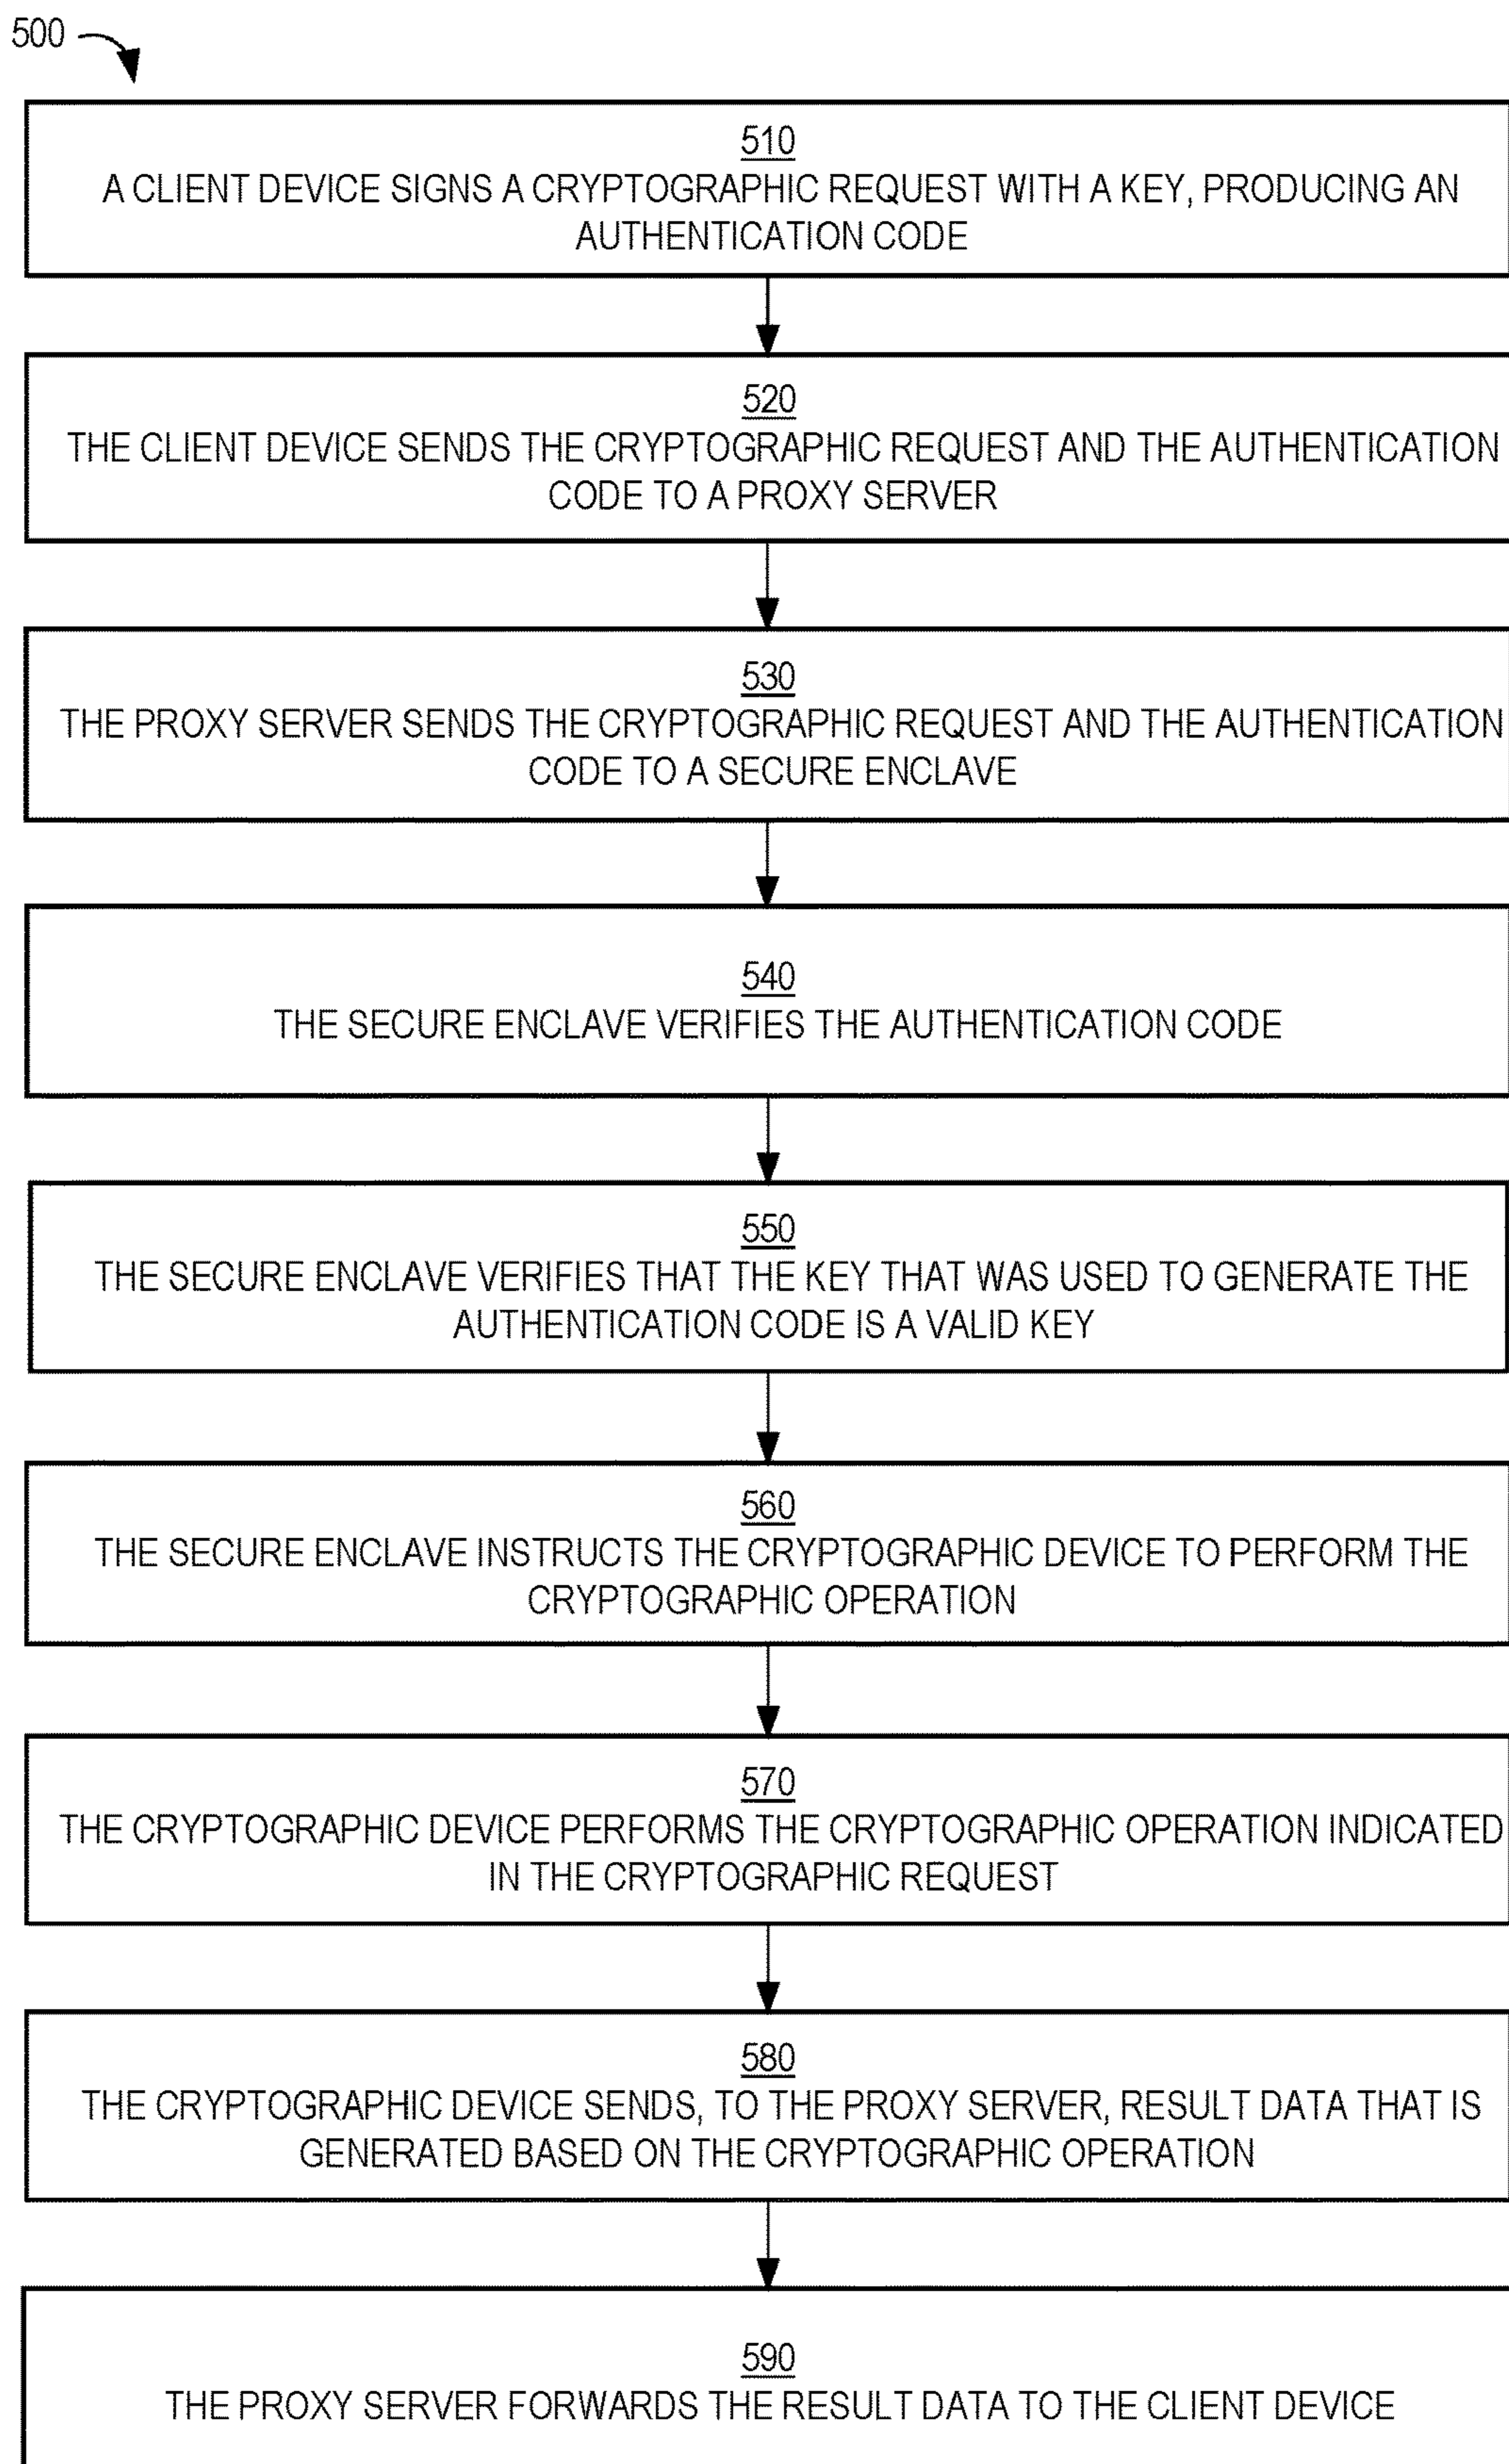 500
510
A CLIENT DEVICE SIGNS A CRYPTOGRAPHIC REQUEST WITH A KEY, PRODUCING AN
AUTHENTICATION CODE
520
THE CLIENT DEVICE SENDS THE CRYPTOGRAPHIC REQUEST AND THE AUTHENTICATION
CODE TO A PROXY SERVER
530
THE PROXY SERVER SENDS THE CRYPTOGRAPHIC REQUEST AND THE AUTHENTICATION
CODE TO A SECURE ENCLAVE
540
THE SECURE ENCLAVE VERIFIES THE AUTHENTICATION CODE
550
THE SECURE ENCLAVE VERIFIES THAT THE KEY THAT WAS USED TO GENERATE THE
AUTHENTICATION CODE IS A VALID KEY
560
THE SECURE ENCLAVE INSTRUCTS THE CRYPTOGRAPHIC DEVICE TO PERFORM THE
CRYPTOGRAPHIC OPERATION
570
THE CRYPTOGRAPHIC DEVICE PERFORMS THE CRYPTOGRAPHIC OPERATION INDICATED
IN THE CRYPTOGRAPHIC REQUEST
580
THE CRYPTOGRAPHIC DEVICE SENDS, TO THE PROXY SERVER, RESULT DATA THAT IS
GENERATED BASED ON THE CRYPTOGRAPHIC OPERATION
590
THE PROXY SERVER FORWARDS THE RESULT DATA TO THE CLIENT DEVICE